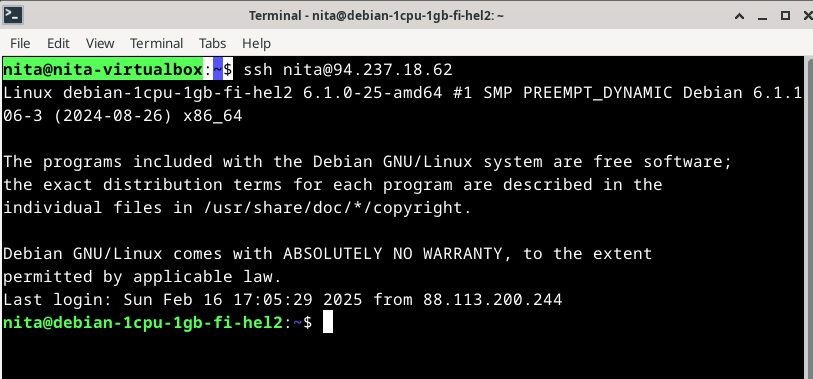 Terminal - nita@debian-1cpu-1gb-fi-hel2: ~
File Edit View Terminal Tabs Help
nita@nita-virtualbox:~$ ssh nita@94.237.18.62
Linux debian-1cpu-1gb-fi-hel2 6.1.0-25-amd64 #1 SMP PREEMPT_DYNAMIC Debian 6.1.1
06-3 (2024-08-26) x86_64
The programs included with the Debian GNU/Linux system are free software;
the exact distribution terms for each program are described in the
individual files in /usr/share/doc/*/copyright.
Debian GNU/Linux comes with ABSOLUTELY NO WARRANTY, to the extent
permitted by applicable law.
Last login: Sun Feb 16 17:05:29 2025 from 88.113.200.244
nita@debian-1cpu-1gb-fi-hel2:~$